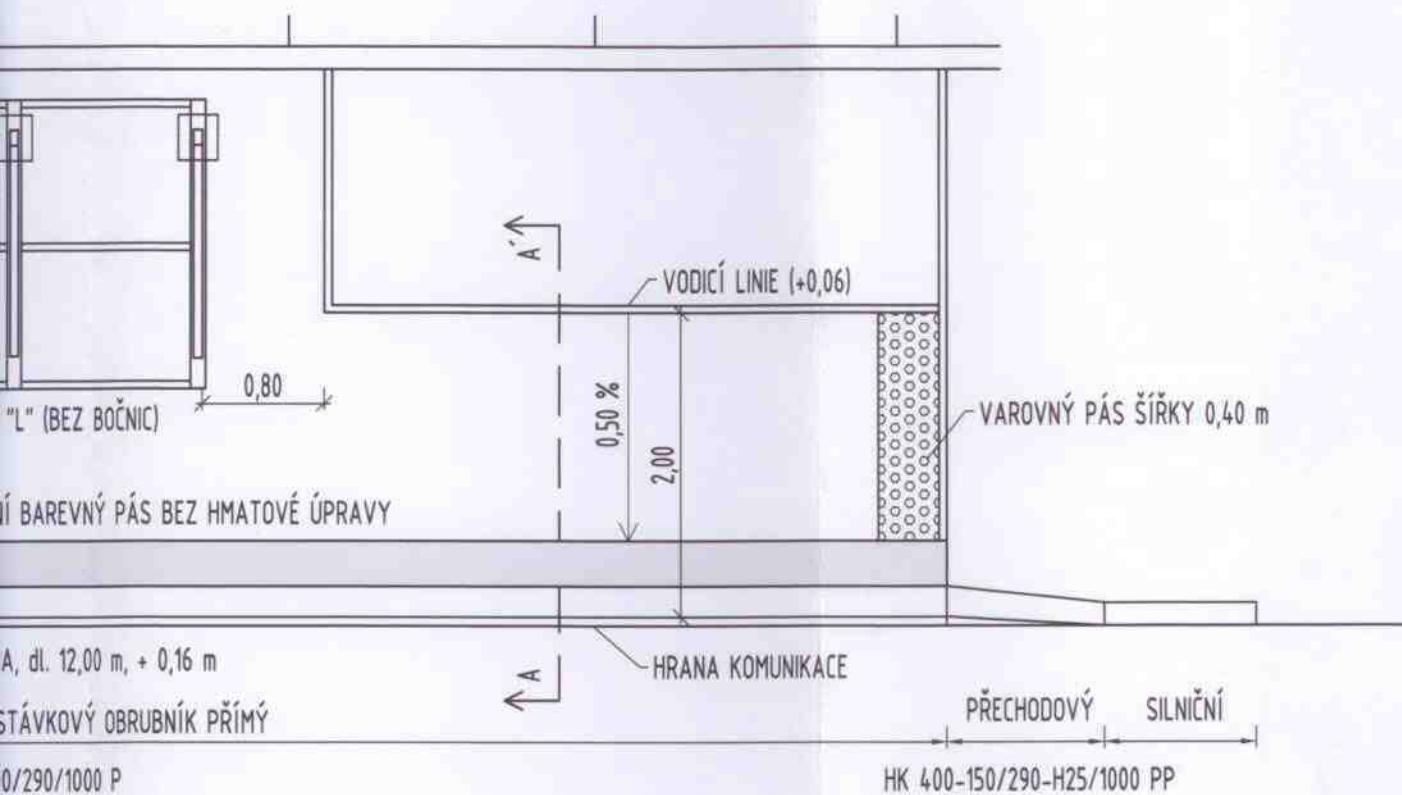 A´
VODICÍ LINIE (+0,06)
0,80
"L" (BEZ BOČNIC)
0,50 %
2,00
VAROVNÝ PÁS ŠÍŘKY 0,40 m
NÍ BAREVNÝ PÁS BEZ HMATOVÉ ÚPRAVY
A, dl. 12,00 m, + 0,16 m
A
HRANA KOMUNIKACE
STÁVKOVÝ OBRUBNÍK PŘÍMÝ
PŘECHODOVÝ
SILNIČNÍ
0/290/1000 P
HK 400-150/290-H25/1000 PP